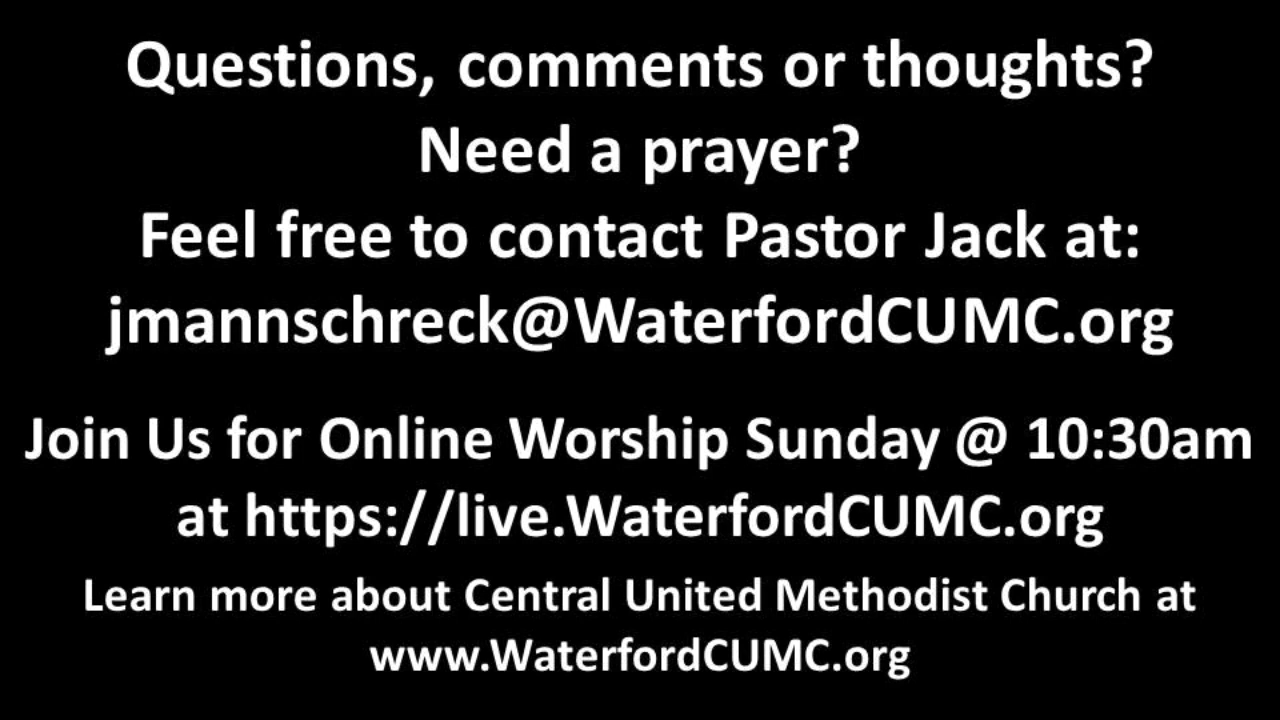 Questions, comments or thoughts?
Need a prayer?
Feel free to contact Pastor Jack at:
jmannschreck@WaterfordCUMC.org
Join Us for Online Worship Sunday @ 10:30am
at https://live.WaterfordCUMC.org
Learn more about Central United Methodist Church at
www.WaterfordCUMC.org